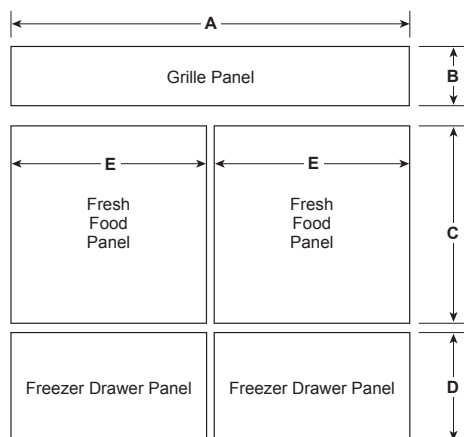 A
Grille Panel
B
E
E
Fresh
Food
Panel
Fresh
Food
Panel
C
Freezer Drawer Panel
Freezer Drawer Panel
D